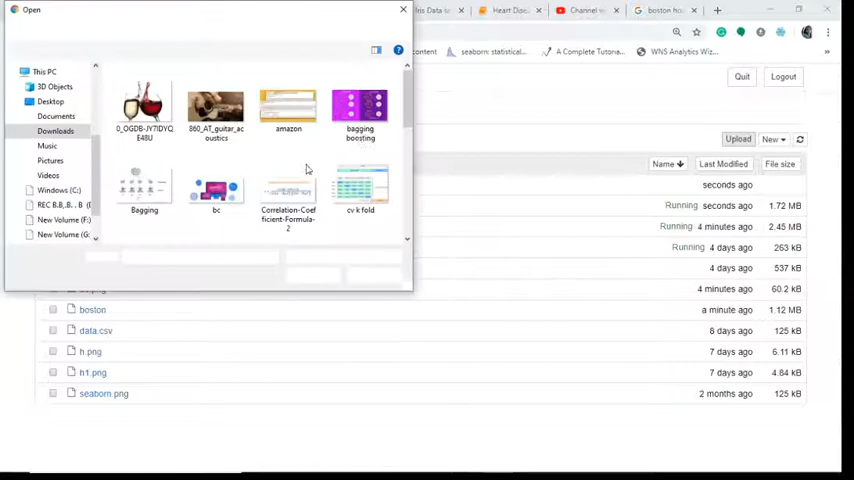 Open
Iris Data se
Heart Dise
Channel
boston ho
content
seaborn: statistical...
A Complete Tutoria...
WNS Analytics Wiz...
Quit
Logout
Upload
New
Name
Last Modified
File size
This PC
3D Objects
Desktop
Documents
Downloads
Music
Pictures
Videos
Windows (C:)
REC B.B,.B. . B
New Volume (F:)
New Volume (G:
860_AT_guitar_ac
oustics
amazon
bagging
boosting
Bagging
bc
Correlation-Coef
ficient-Formula-
2
cv k fold
seconds ago
Running seconds ago 1.72 MB
Running 4 minutes ago 2.45 MB
Running 4 days ago 263 kB
4 days ago 537 kB
4 minutes ago 60.2 kB
boston a minute ago 1.12 MB
data.csv 8 days ago 125 kB
h.png 7 days ago 6.11 kB
h1.png 7 days ago 4.84 kB
seaborn.png 2 months ago 125 kB